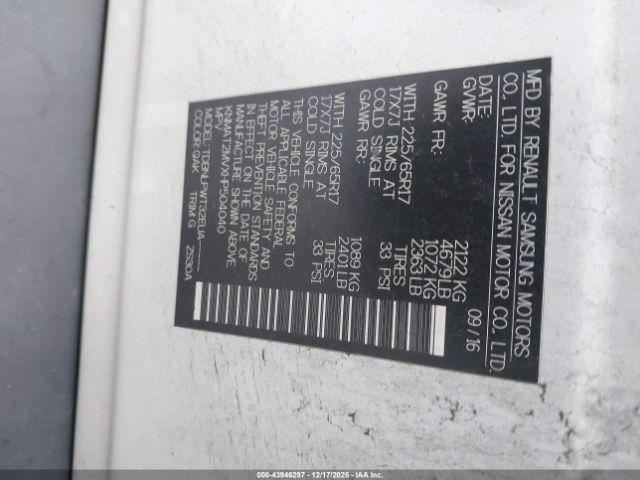 MFD BY RENAULT SAMSUNG MOTORS
CO. LTD. FOR NISSAN MOTOR CO. LTD.
DATE: 09/16
GVWR: 2122 KG
4679 LB
GAWR FR: 1072 KG
2363 LB
WITH 225/65R17 TIRES
17X7J RIMS AT 33 PSI
COLD SINGLE
GAWR RR: 1089 KG
2401 LB
WITH 225/65R17 TIRES
17X7J RIMS AT 33 PSI
COLD SINGLE
THIS VEHICLE CONFORMS TO
ALL APPLICABLE FEDERAL
MOTOR VEHICLE SAFETY AND
THEFT PREVENTION STANDARDS
IN EFFECT ON THE DATE OF
MANUFACTURE SHOWN ABOVE.
KNMAT2MVXHP504040
MPV
COLOR: QAK TRIM: G
000-43946297 - 12/17/2025 - IAAI.CA